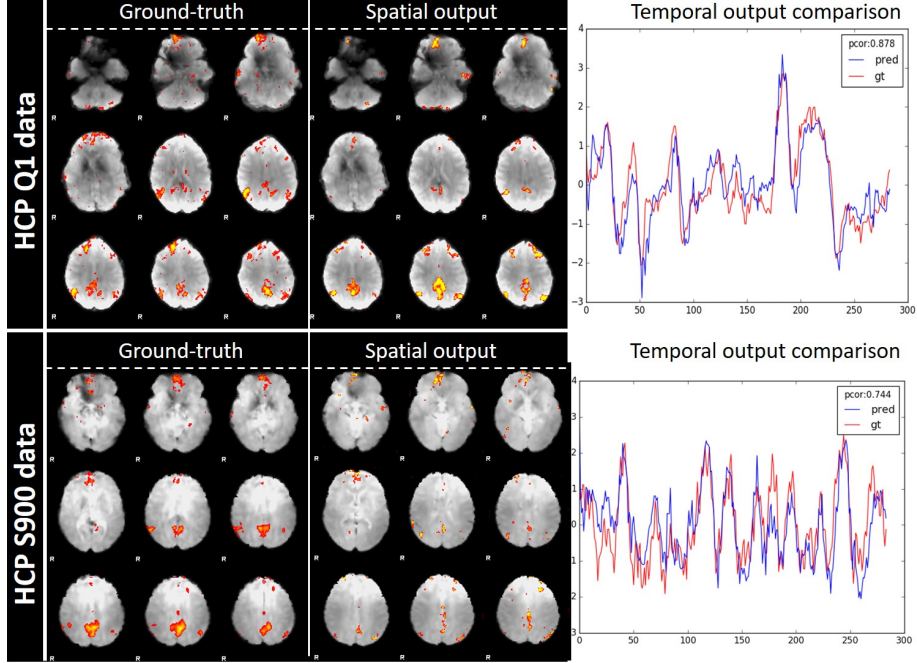 Ground-truth
Spatial output
Temporal output comparison
HCP Q1 data
R R R R R R
R R R R R R
R R R R R R
4
3
2
1
0
−1
−2
−3
0 50 100 150 200 250 300
pcor:0.878
pred
gt
Ground-truth
Spatial output
Temporal output comparison
HCP S900 data
R R R R R R
R R R R R R
R R R R R R
4
3
2
1
0
1
2
3
0 50 100 150 200 250 300
pcor:0.744
pred
gt